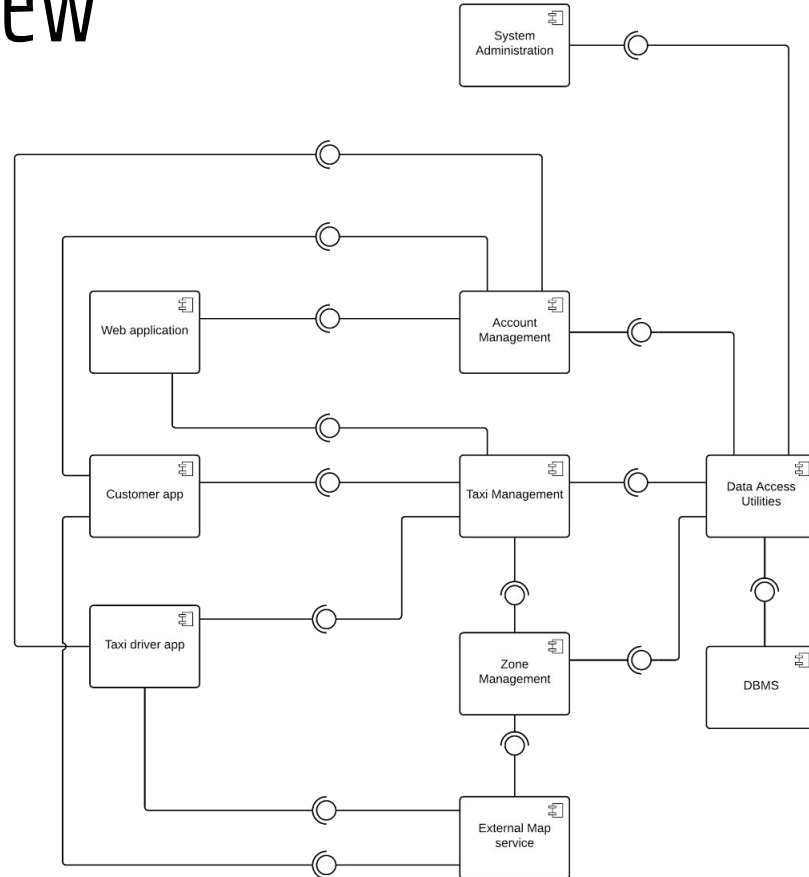 ew
System
Administration
Web application
Account
Management
Customer app
Taxi Management
Data Access
Utilities
Taxi driver app
Zone
Management
DBMS
External Map
service